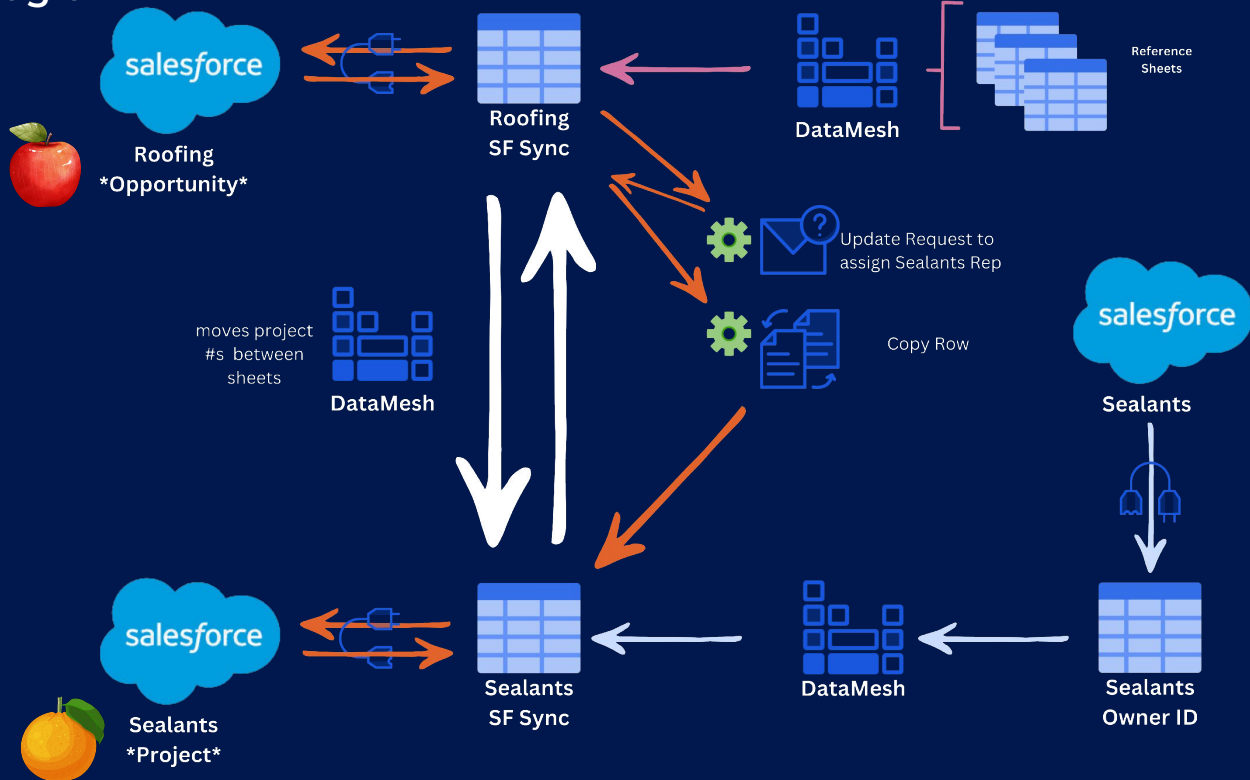 salesforce
Roofing
*Opportunity*
Roofing
SF Sync
DataMesh
Reference
Sheets
Update Request to
assign Sealants Rep
?
Copy Row
moves project
#s between
sheets
DataMesh
salesforce
Sealants
salesforce
Sealants
*Project*
Sealants
SF Sync
DataMesh
Sealants
Owner ID